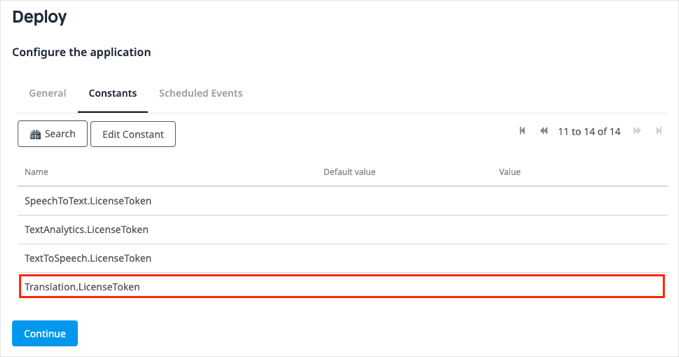 Deploy
Configure the application
General Constants Scheduled Events
Search Edit Constant 11 to 14 of 14
Name Default value Value
SpeechToText.LicenseToken
TextAnalytics.LicenseToken
TextToSpeech.LicenseToken
Translation.LicenseToken
Continue